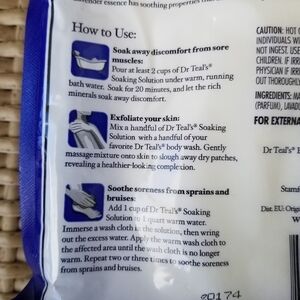 avender essence has soothing properties tha
How to Use:
Soak away discomfort from sore
muscles:
Pour at least 2 cups of Dr Teal's®
Soaking Solution under warm, running
bath water. Soak for 20 minutes, and let the rich
minerals soak away discomfort.
Exfoliate your skin:
Mix a handful of Dr Teal's® Soaking
Solution with a handful of your
favorite Dr Teal's® body wash. Gently
massage mixture onto skin to slough away dry patches,
revealing a healthier-looking complexion.
Soothe soreness from sprains and
bruises:
Add 1 cup of Dr Teal's® Soaking
Solution to 1 quart warm water.
Immerse a wash cloth in the solution, then wring
out the excess water. Apply the warm wash cloth to
the affected area until the wash cloth is no longer
warm. Repeat two or three times to soothe soreness
from sprains and bruises.
CAUTION: HOT
INDIVIDUALS WI
NOT INGEST. USE
CHILDREN. IF IRRI
PHYSICIAN IF IRR
OUT THOROUGHLY
INGREDIENTS: MA
(PARFUM), LAVAND
FOR EXTERNA
Dr Teal's®
Stamf
Dist. EU: Orig
W
20174